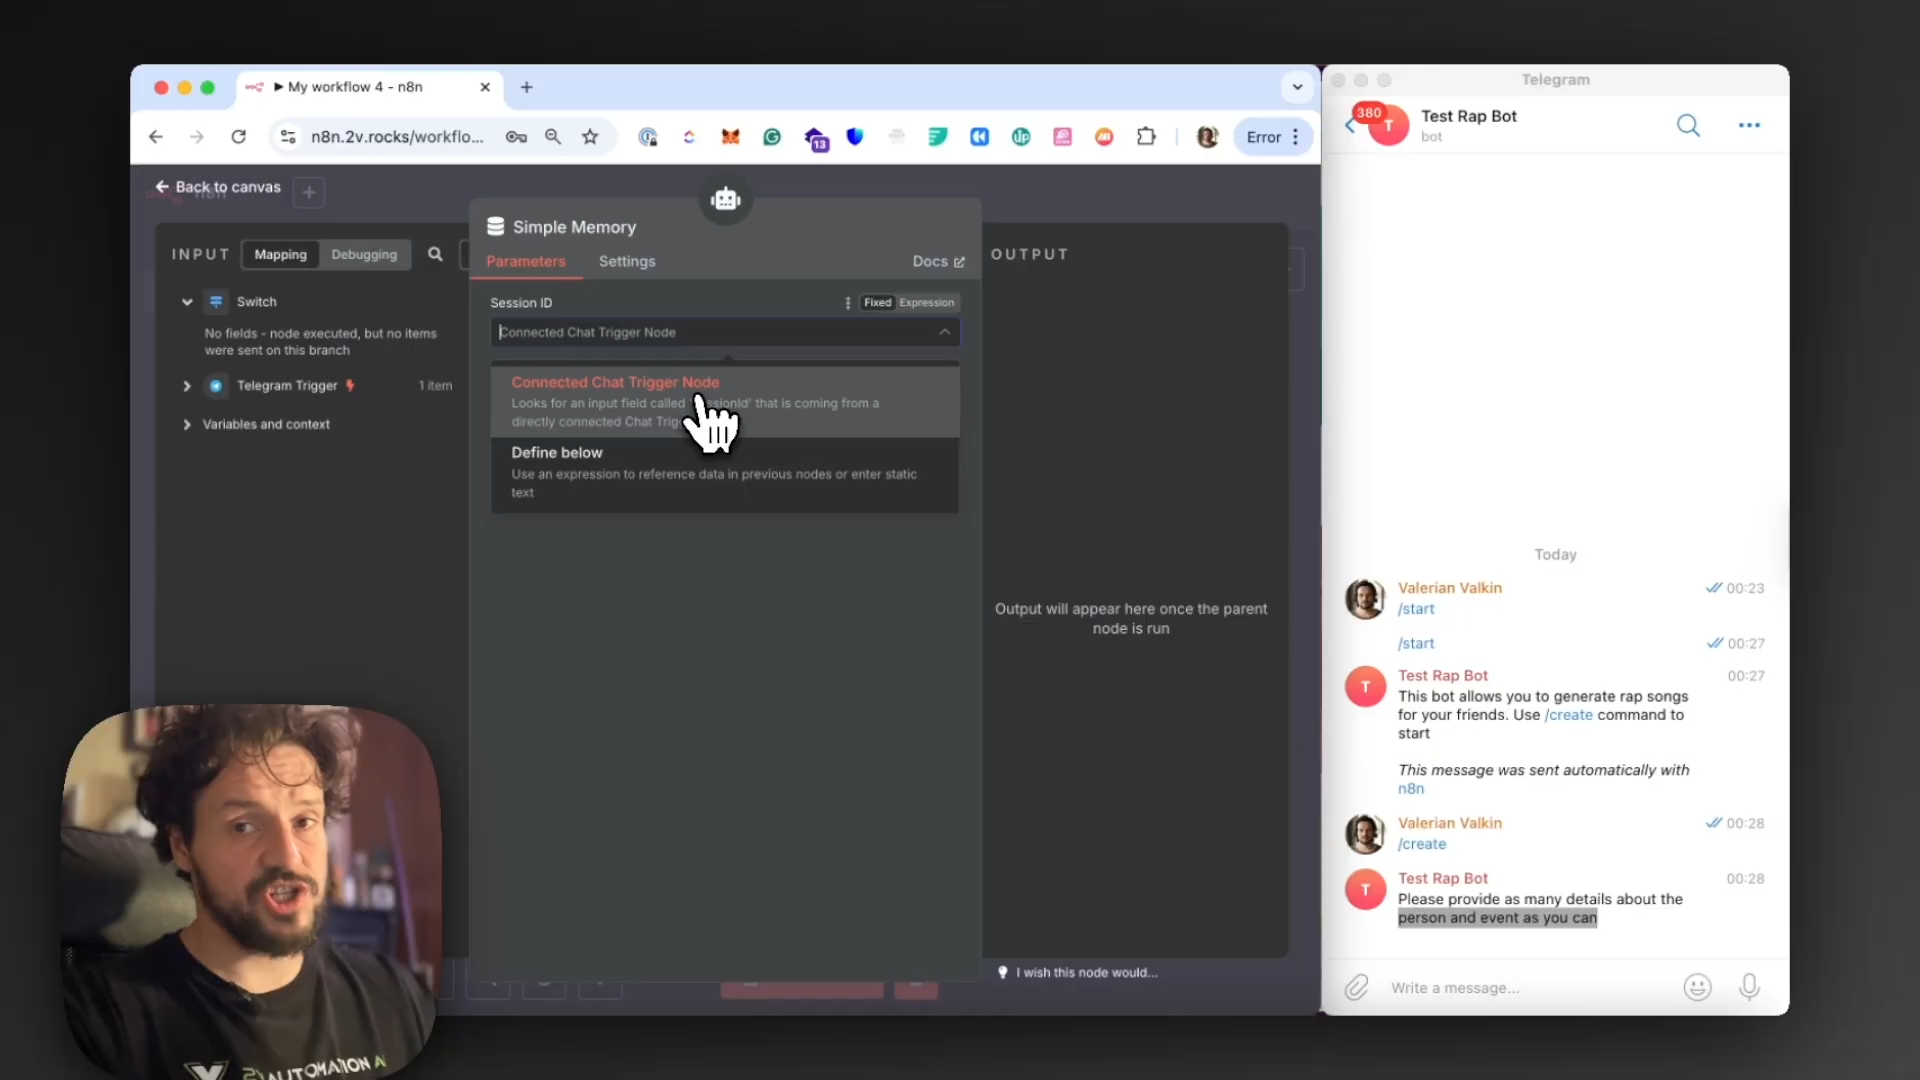 My workflow 4 - n8n
n8n.2v.rocks/workflo...
13
Error
Back to canvas
INPUT
Mapping
Debugging
Switch
No fields - node executed, but no items
were sent on this branch
Telegram Trigger
1 item
Variables and context
Simple Memory
Parameters
Settings
Docs
Session ID
Fixed
Expression
Connected Chat Trigger Node
Connected Chat Trigger Node
Looks for an input field called that is coming from a
directly connected Chat
Define below
Use an expression to reference data in previous nodes or enter static
text
OUTPUT
Output will appear here once the parent
node is run
I wish this node would...
Telegram
380
T
Test Rap Bot
bot
Today
Valerian Valkin
00:23
/start
/start
00:27
Test Rap Bot
00:27
T
This bot allows you to generate rap songs
for your friends. Use /create command to
start
This message was sent automatically with
n8n
Valerian Valkin
00:28
/create
Test Rap Bot
00:28
T
Please provide as many details about the
person and event as you can
Write a message...
AUTOMATION